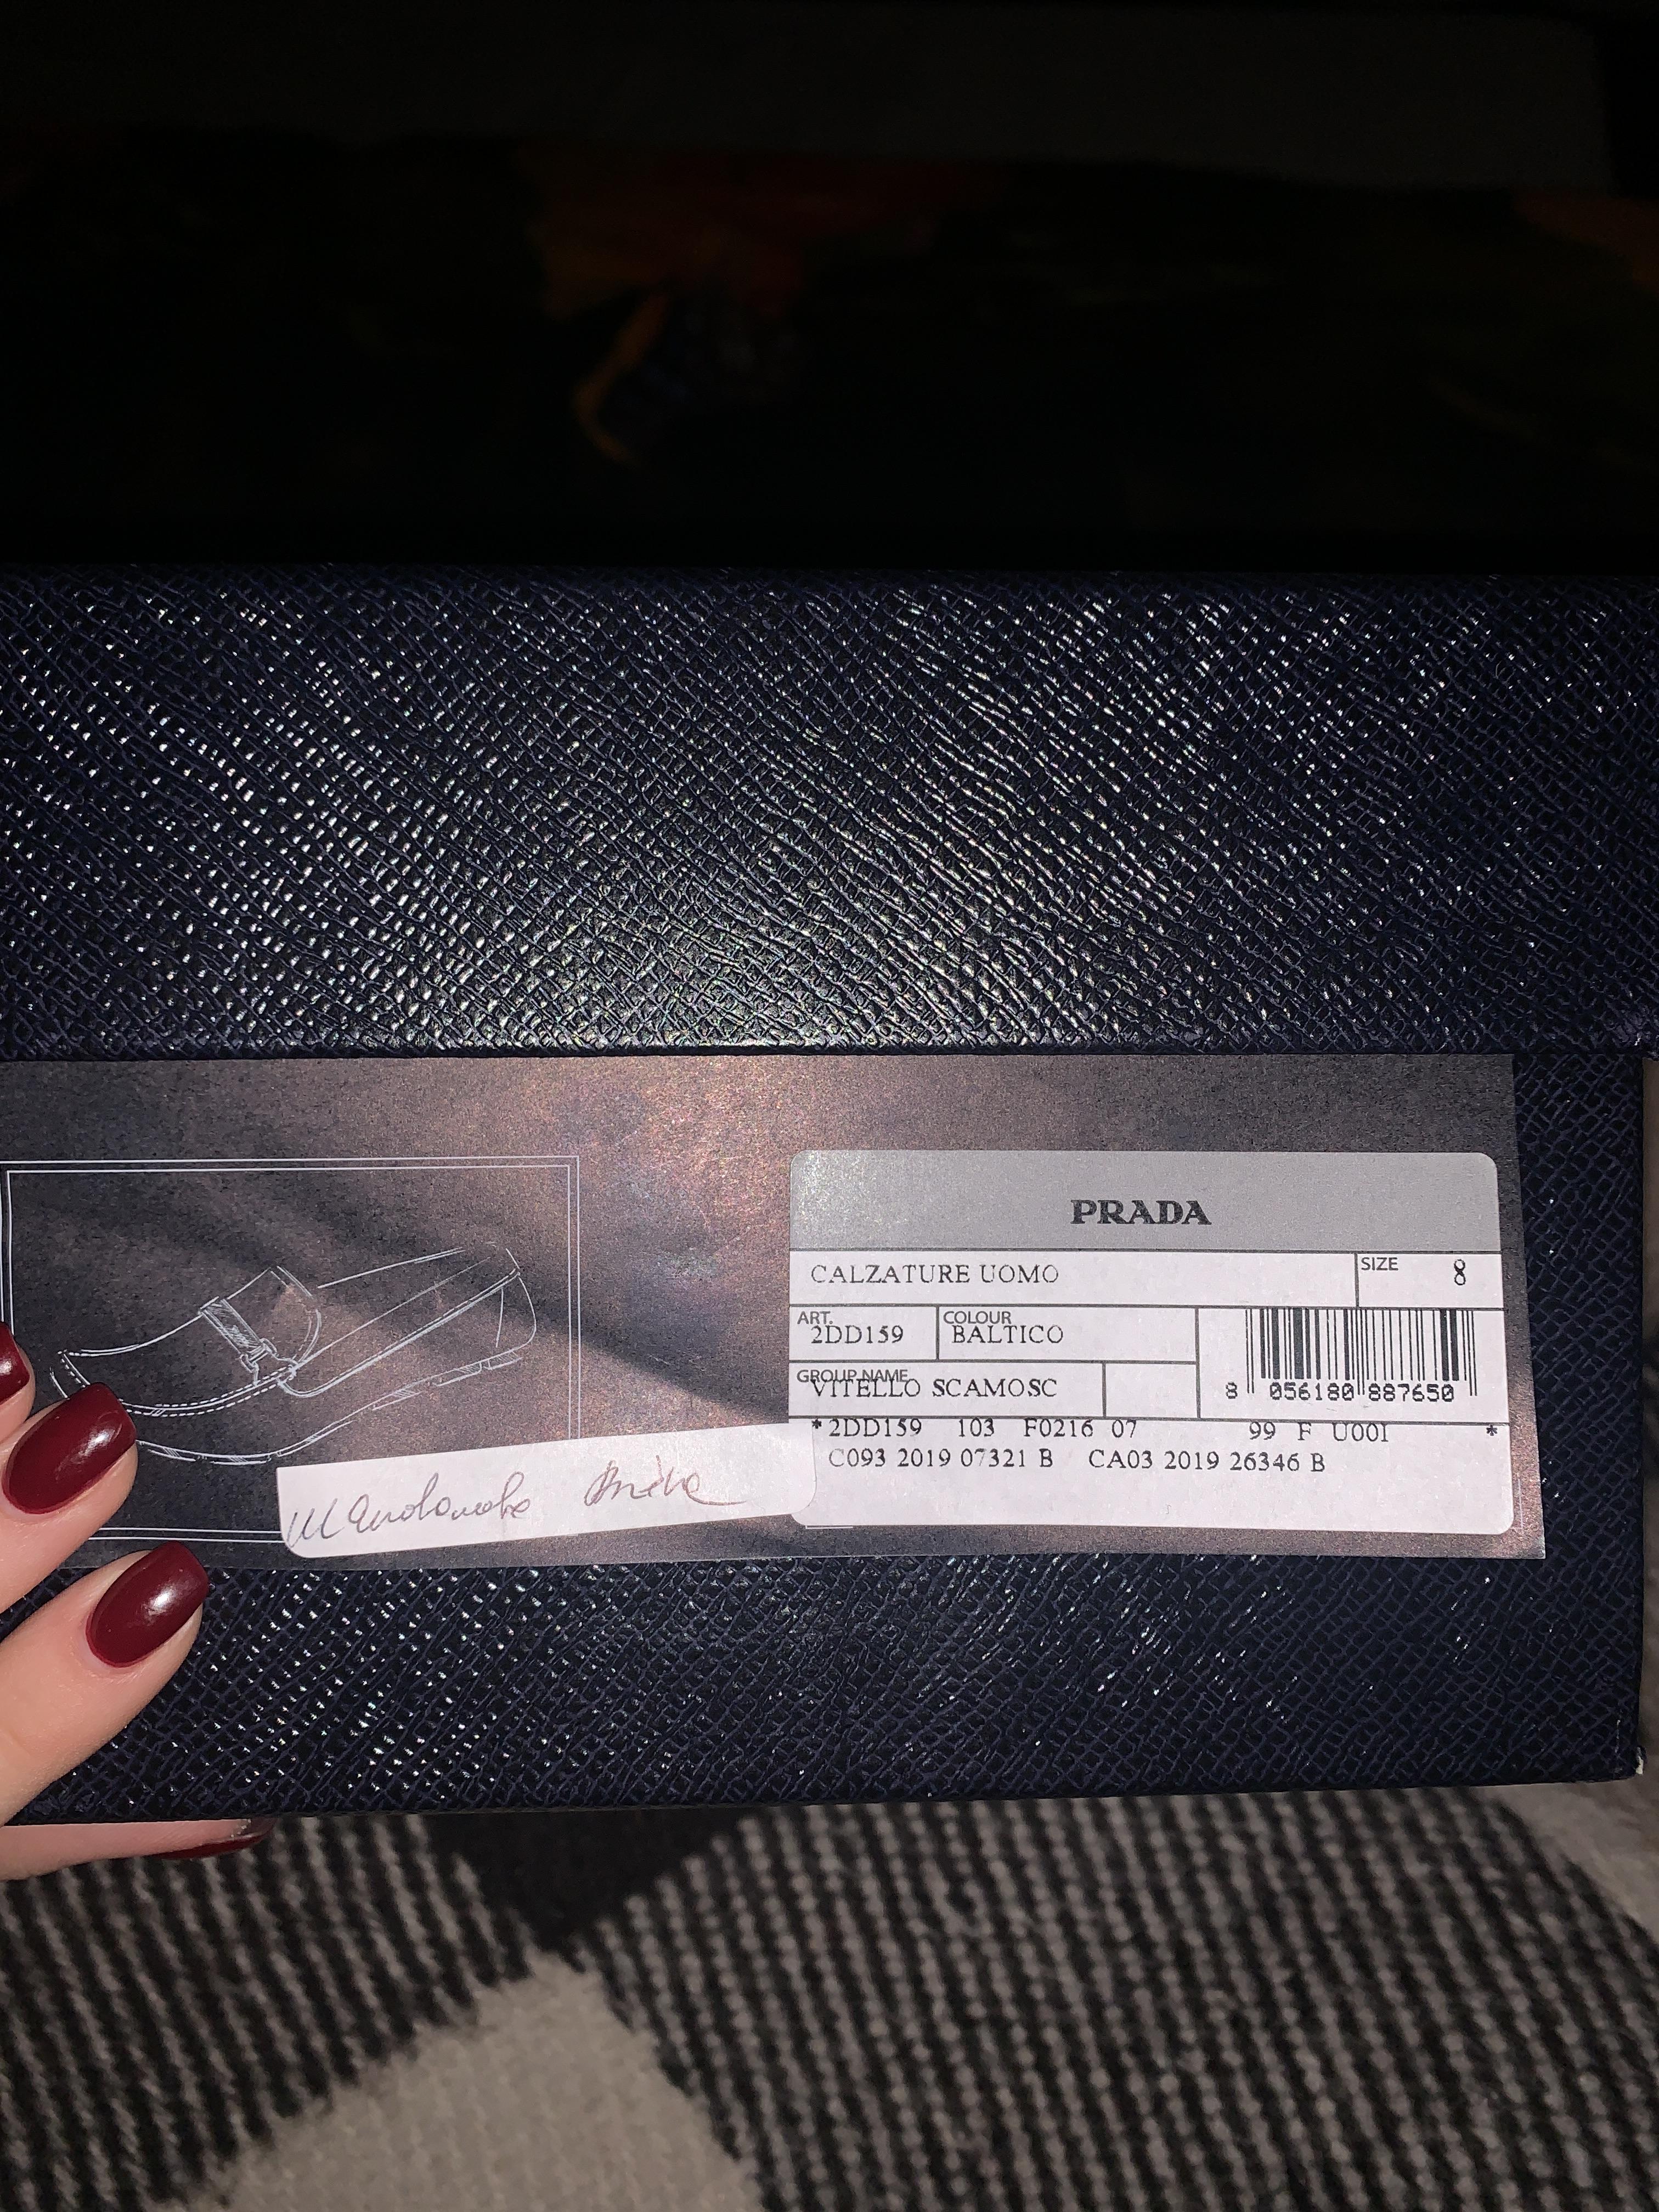 PRADA
CALZATURE UOMO
SIZE 8
ART. 2DD159
COLOUR BALTICO
GROUP NAME VITELLO SCAMOSC
8 056180 887650
* 2DD159 103 F0216 07 99 F U001 *
C093 2019 07321 B CA03 2019 26346 B